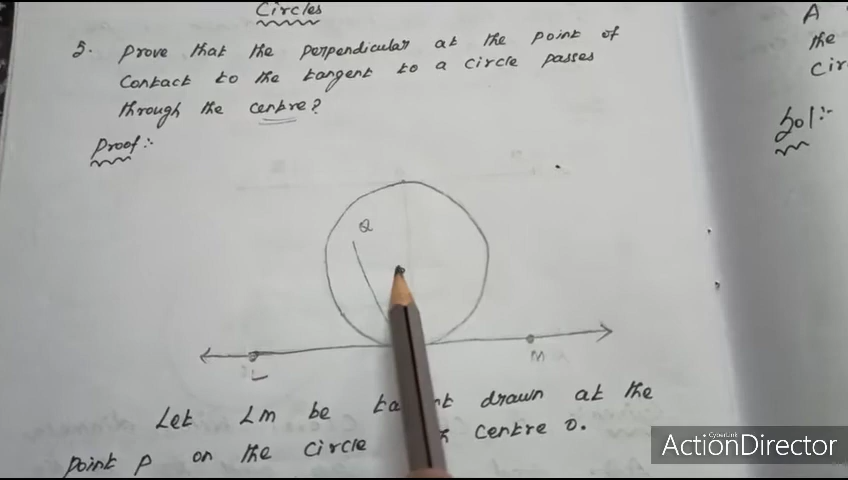 Circles
3. Prove that the perpendicular at the point of
contact to the tangent to a circle passes
through the centre?
Proof :-
Q
L
M
Let LM be drawn at the
point P on the circle centre O.
A
the
Cir
Sol:-
CyberLink
ActionDirector